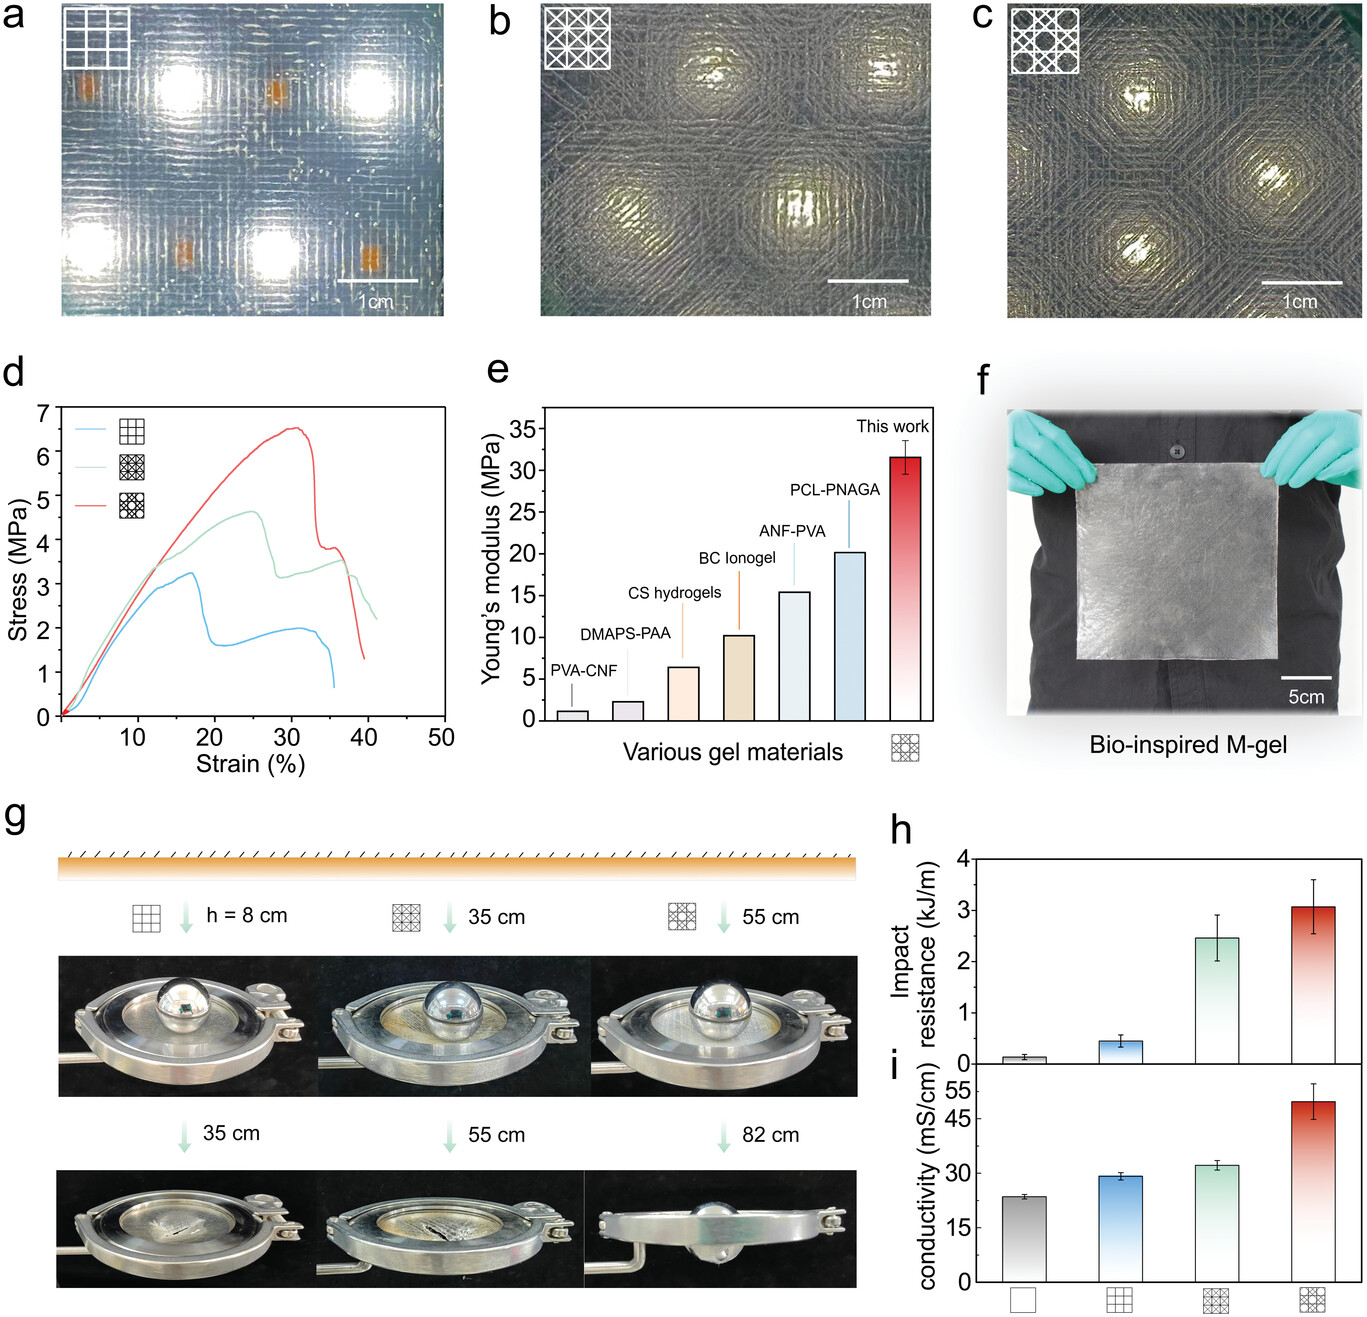 a
b
c
1cm
1cm
1cm
d
7
6
5
4
3
2
1
0
10
20
30
40
50
Stress (MPa)
Strain (%)
e
35
30
25
20
15
10
5
0
Young's modulus (MPa)
PVA-CNF
DMAPS-PAA
CS hydrogels
BC Ionogel
ANF-PVA
PCL-PNAGA
This work
Various gel materials
f
5cm
Bio-inspired M-gel
g
h = 8 cm
35 cm
55 cm
35 cm
55 cm
82 cm
h
4
3
2
1
0
Impact
resistance (kJ/m)
i
55
45
30
15
0
conductivity (mS/cm)